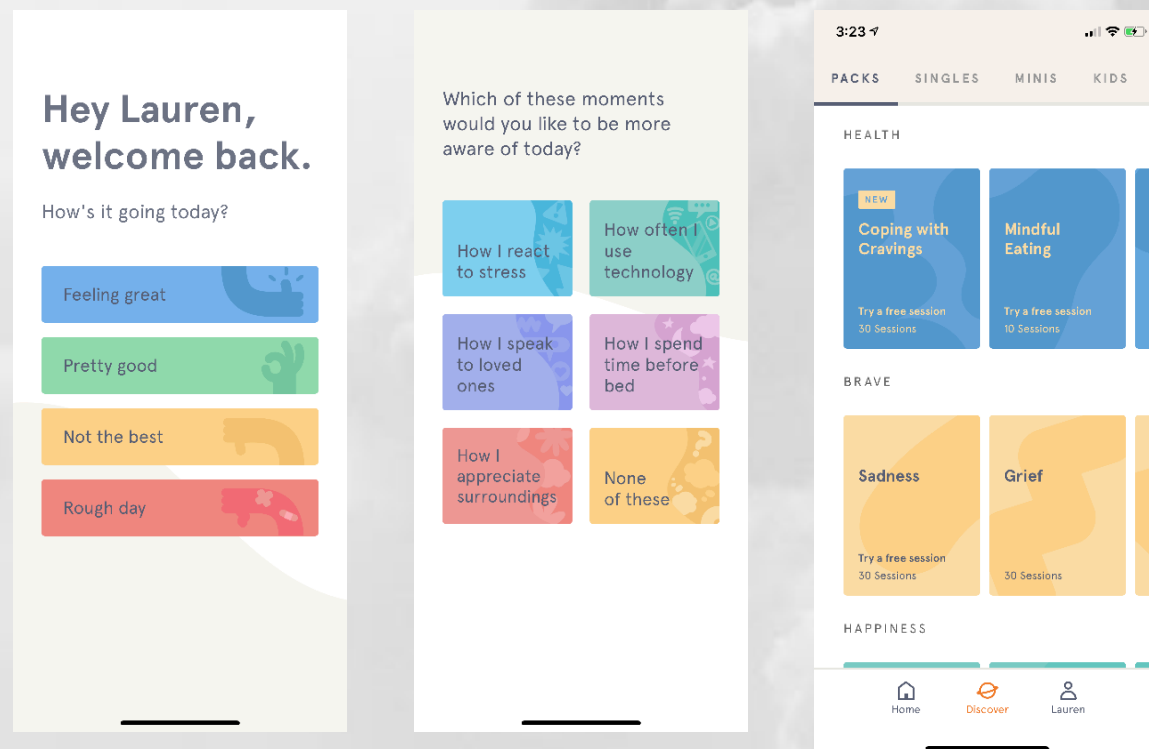 Hey Lauren,
welcome back.
How's it going today?
Feeling great
Pretty good
Not the best
Rough day
Which of these moments
would you like to be more
aware of today?
How I react
to stress
How often I
use
technology
How I speak
to loved
ones
How I spend
time before
bed
How I
appreciate
surroundings
None
of these
3:23
PACKS
SINGLES
MINIS
KIDS
HEALTH
NEW
Coping with
Cravings
Try a free session
30 Sessions
Mindful
Eating
Try a free session
10 Sessions
BRAVE
Sadness
Try a free session
30 Sessions
Grief
30 Sessions
HAPPINESS
Home
Discover
Lauren